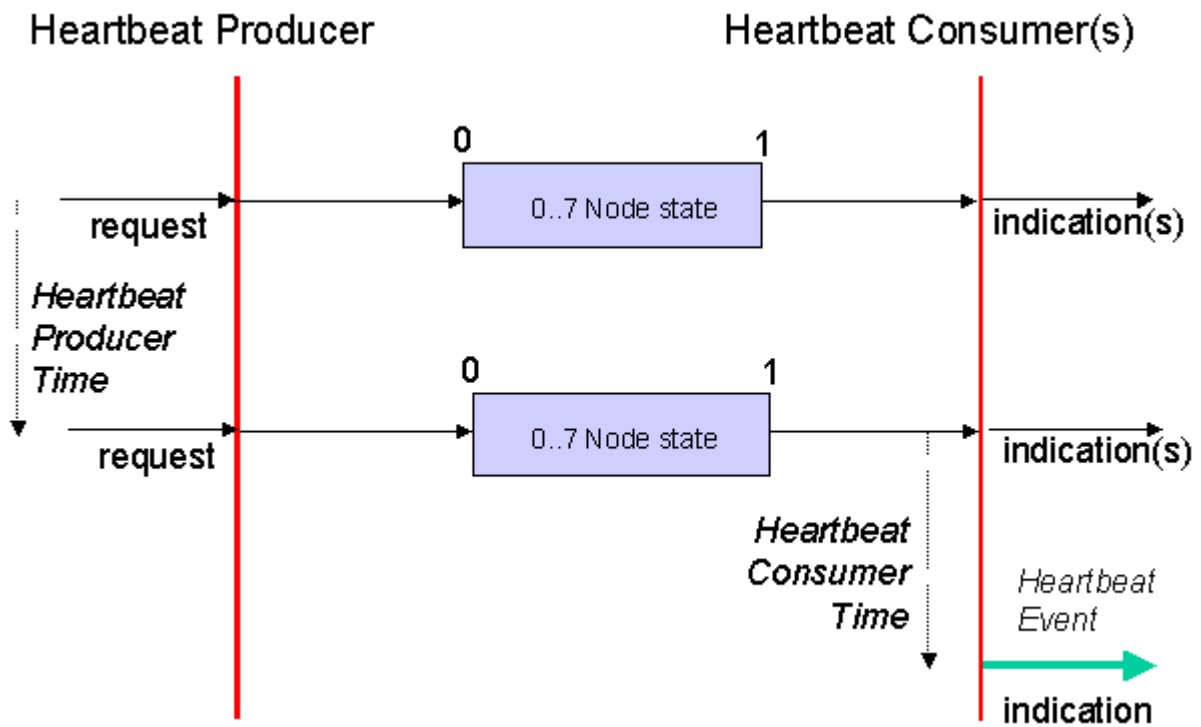 Heartbeat Producer
Heartbeat Consumer(s)
0
1
0..7 Node state
request
indication(s)
Heartbeat
Producer
Time
0
1
0..7 Node state
request
indication(s)
Heartbeat
Consumer
Time
Heartbeat
Event
indication